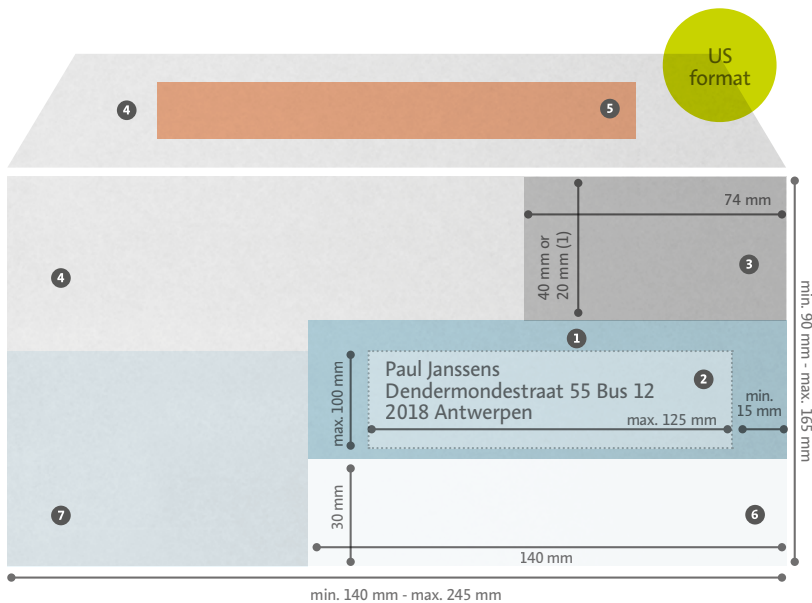 US
format
4
5
74 mm
40 mm or
20 mm (1)
3
4
min. 90 mm - max. 165 mm
1
Paul Janssens
Dendermondestraat 55 Bus 12
2018 Antwerpen
2
max. 100 mm
max. 125 mm
min.
15 mm
7
30 mm
6
140 mm
min. 140 mm - max. 245 mm